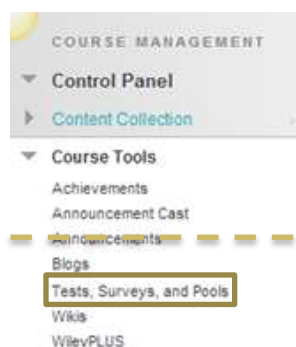 COURSE MANAGEMENT
Control Panel
Content Collection
Course Tools
Achievements
Announcement Cast
Announcements
Blogs
Tests, Surveys, and Pools
Wikis
WileyPLUS